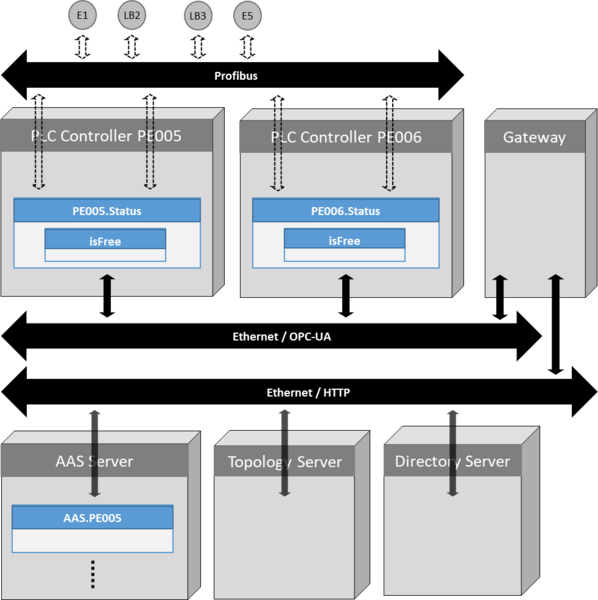 E1 LB2 LB3 E5
Profibus
PLC Controller PE005 PLC Controller PE006 Gateway
PE005.Status PE006.Status
isFree isFree
Ethernet / OPC-UA
Ethernet / HTTP
AAS Server Topology Server Directory Server
AAS.PE005